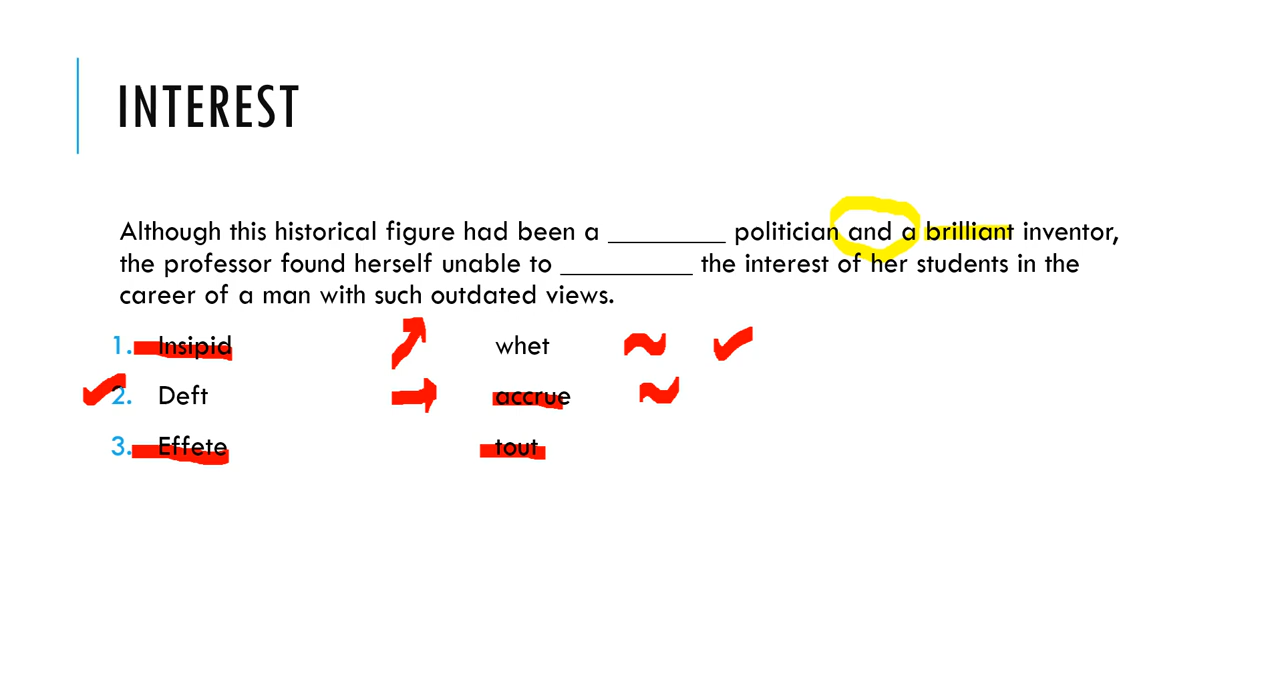 INTEREST
Although this historical figure had been a _________ politician and a brilliant inventor,
the professor found herself unable to __________ the interest of her students in the
career of a man with such outdated views.
1. Insipid whet
2. Deft accrue
3. Effete tout